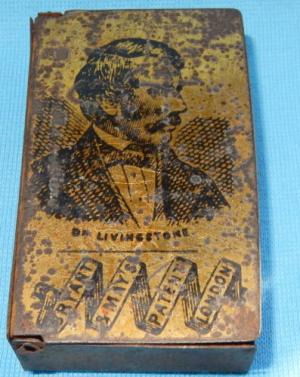 DR LIVINGSTONE
BRYANT & MAY'S PATENT LONDON